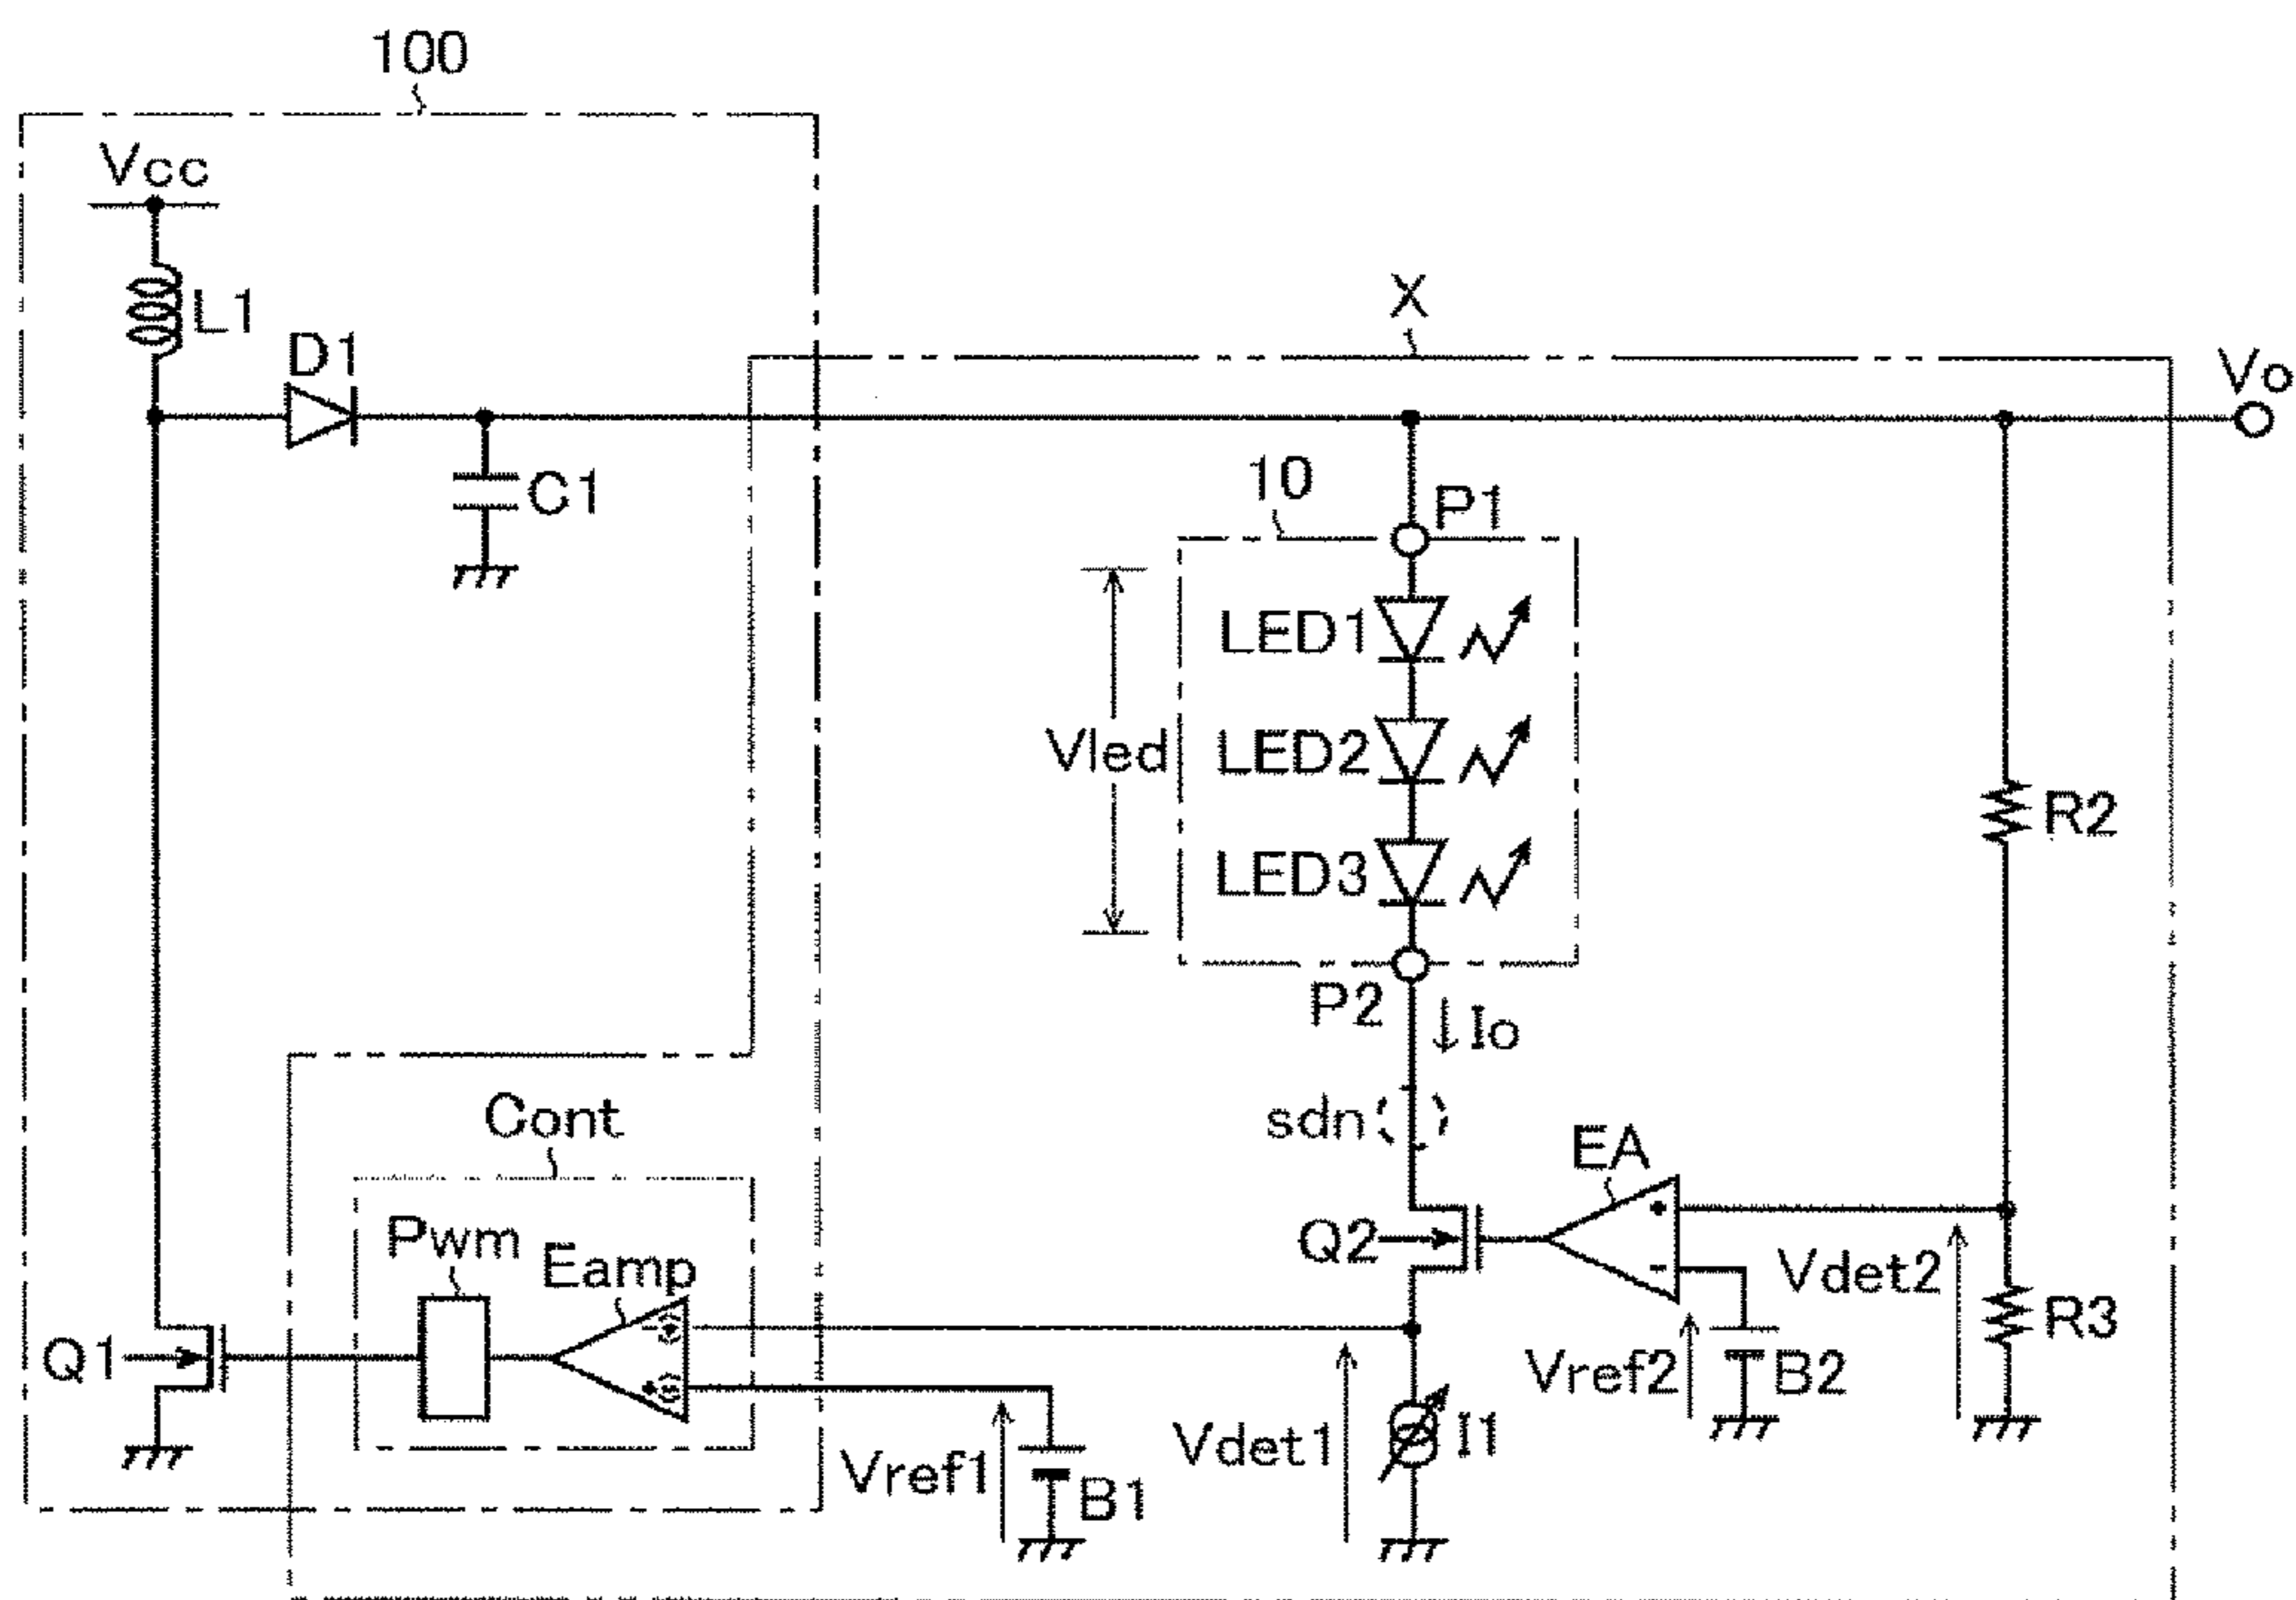 100
Vcc
L1
D1
C1
X
Vo
10
P1
LED1
Vled
LED2
LED3
R2
P2
Io
sdn
EA
+
-
Q2
Vdet2
R3
Cont
Pwm
Eamp
Q1
Vref1
B1
Vdet1
I1
Vref2
B2